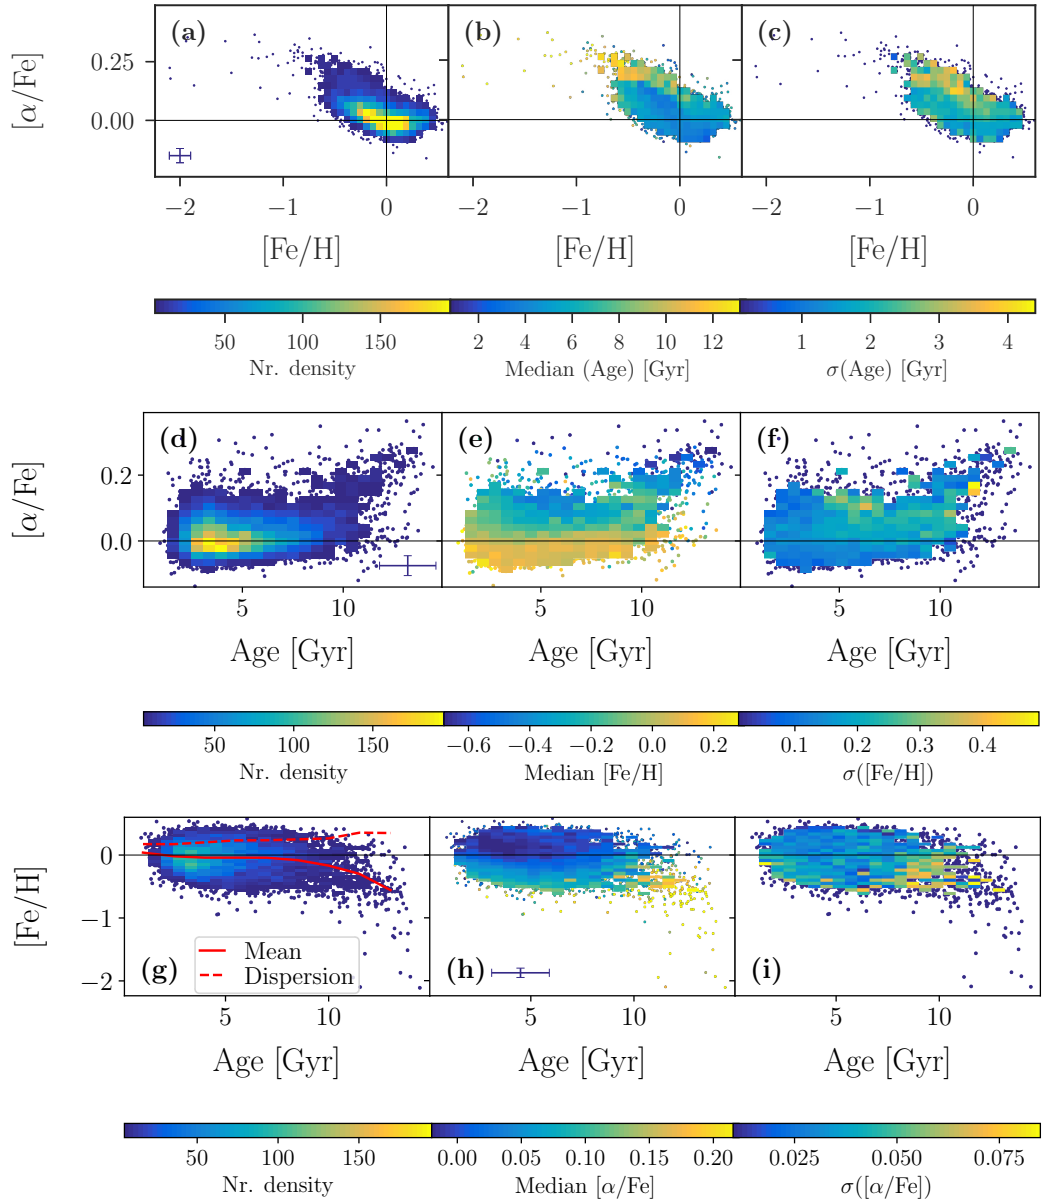 (a) (b) (c)
[α/Fe]
0.25
0.00
−2 −1 0 −2 −1 0 −2 −1 0
[Fe/H] [Fe/H] [Fe/H]
50 100 150 2 4 6 8 10 12 1 2 3 4
Nr. density Median (Age) [Gyr] σ(Age) [Gyr]
(d) (e) (f)
[α/Fe]
0.2
0.0
5 10 5 10 5 10
Age [Gyr] Age [Gyr] Age [Gyr]
50 100 150 −0.6 −0.4 −0.2 0.0 0.2 0.1 0.2 0.3 0.4
Nr. density Median [Fe/H] σ([Fe/H])
[Fe/H]
0
−1
−2
Mean
Dispersion
(g) (h) (i)
5 10 5 10 5 10
Age [Gyr] Age [Gyr] Age [Gyr]
50 100 150 0.00 0.05 0.10 0.15 0.20 0.025 0.050 0.075
Nr. density Median [α/Fe] σ([α/Fe])